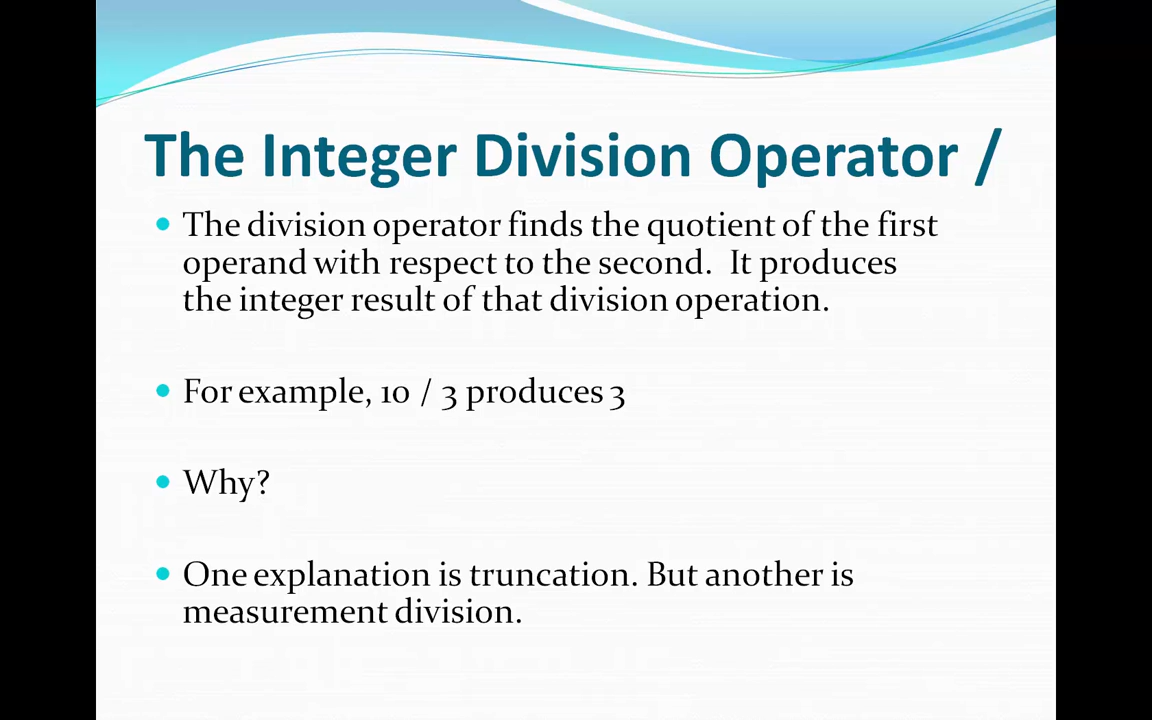 The Integer Division Operator /
• The division operator finds the quotient of the first
operand with respect to the second.  It produces
the integer result of that division operation.
• For example, 10 / 3 produces 3
• Why?
• One explanation is truncation. But another is
measurement division.